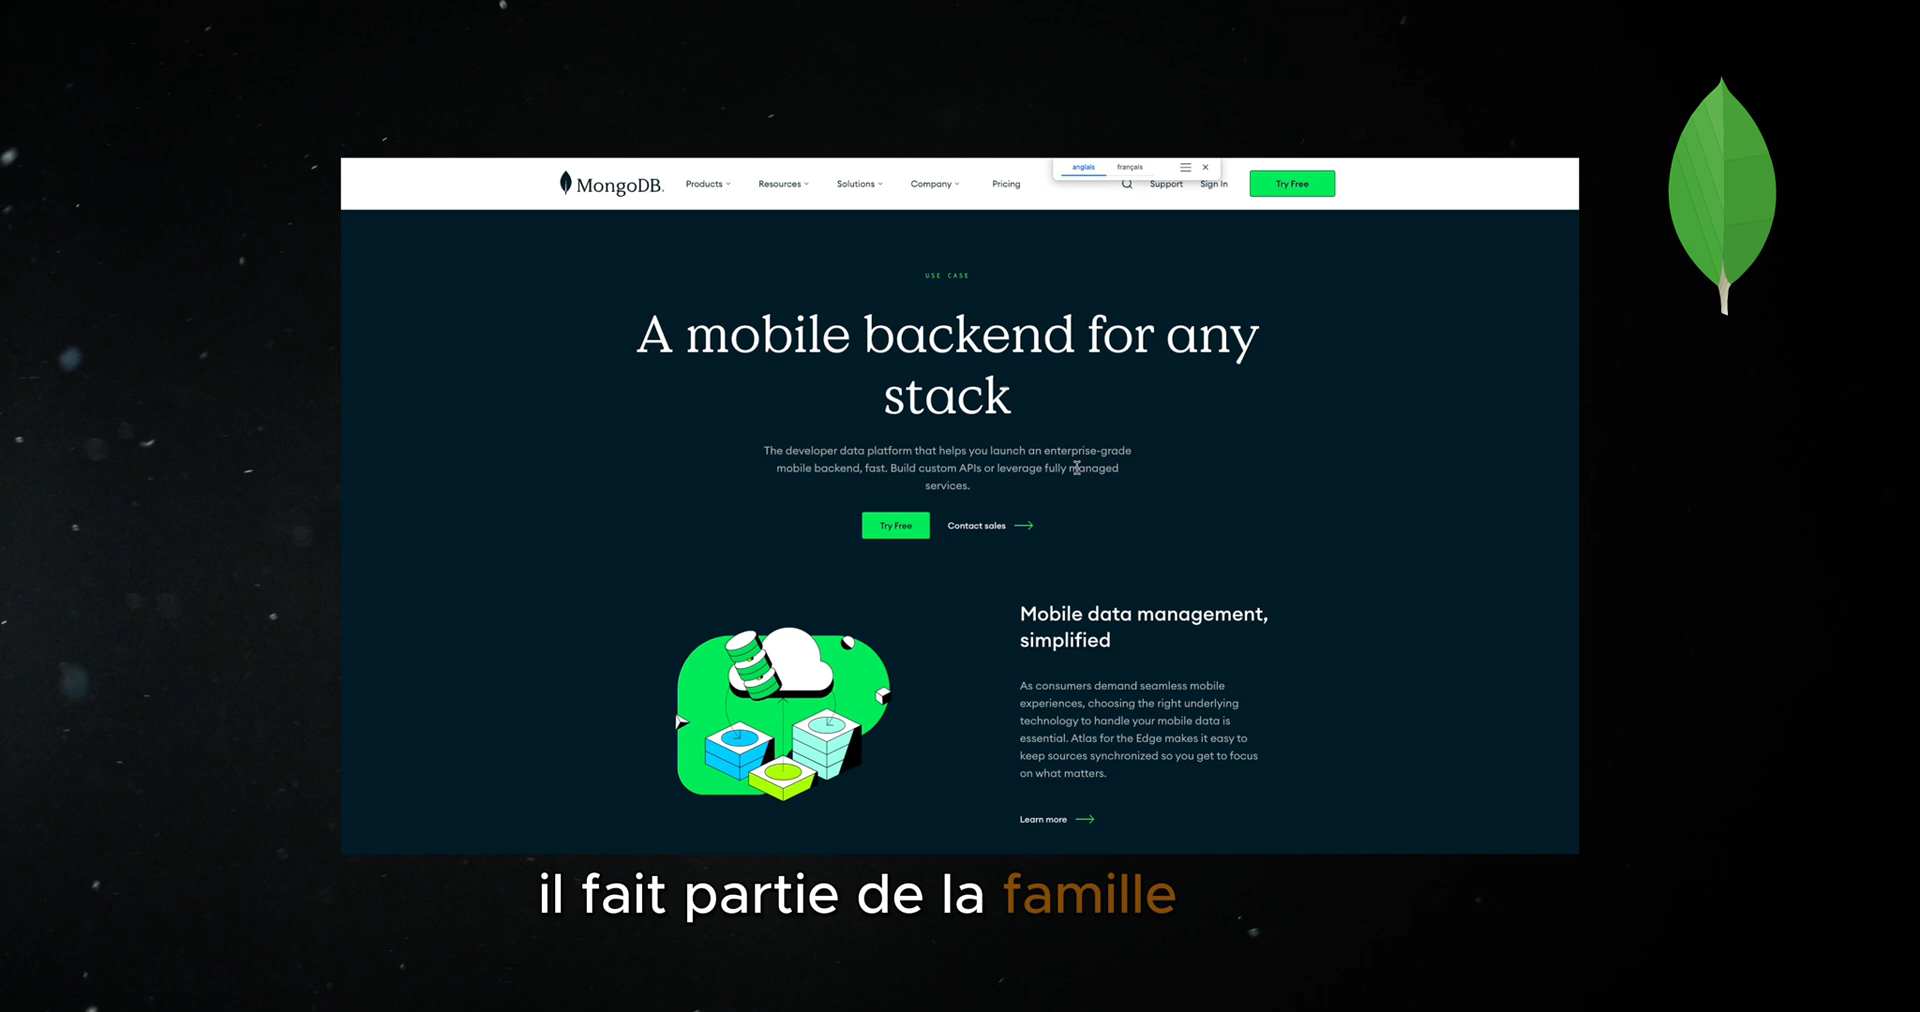 anglais français
MongoDB.
Products Resources Solutions Company Pricing Support Sign In Try Free
USE CASE
A mobile backend for any
stack
The developer data platform that helps you launch an enterprise-grade
mobile backend, fast. Build custom APIs or leverage fully managed
services.
Try Free Contact sales
Mobile data management,
simplified
As consumers demand seamless mobile
experiences, choosing the right underlying
technology to handle your mobile data is
essential. Atlas for the Edge makes it easy to
keep sources synchronized so you get to focus
on what matters.
Learn more
il fait partie de la famille